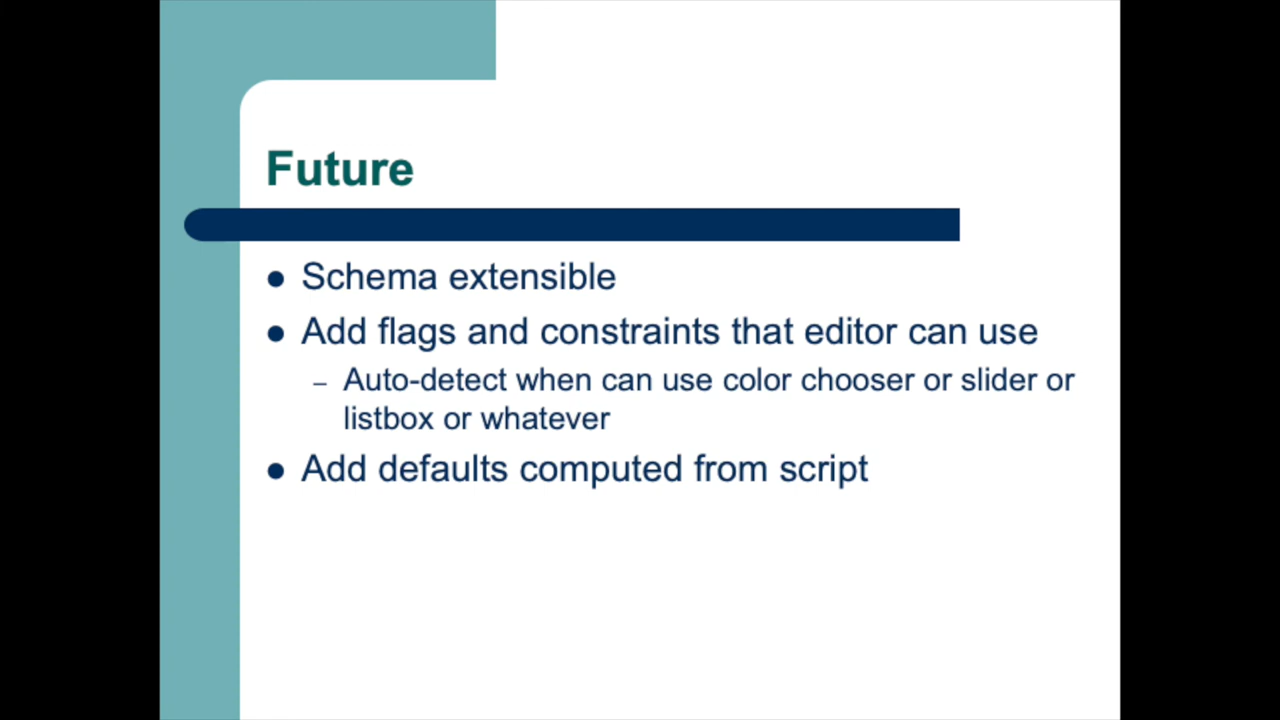 Future
● Schema extensible
● Add flags and constraints that editor can use
– Auto-detect when can use color chooser or slider or
listbox or whatever
● Add defaults computed from script